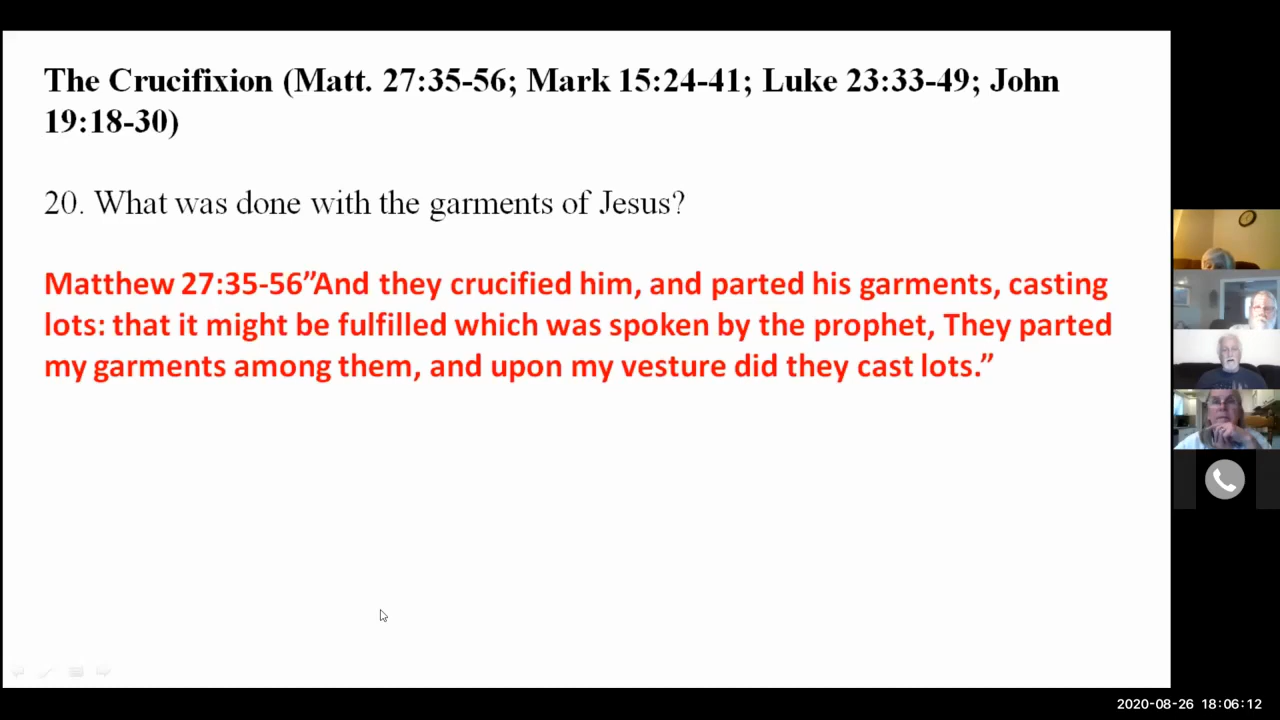 The Crucifixion (Matt. 27:35-56; Mark 15:24-41; Luke 23:33-49; John
19:18-30)
20. What was done with the garments of Jesus?
Matthew 27:35-56”And they crucified him, and parted his garments, casting
lots: that it might be fulfilled which was spoken by the prophet, They parted
my garments among them, and upon my vesture did they cast lots.”
2020-08-26 18:06:12